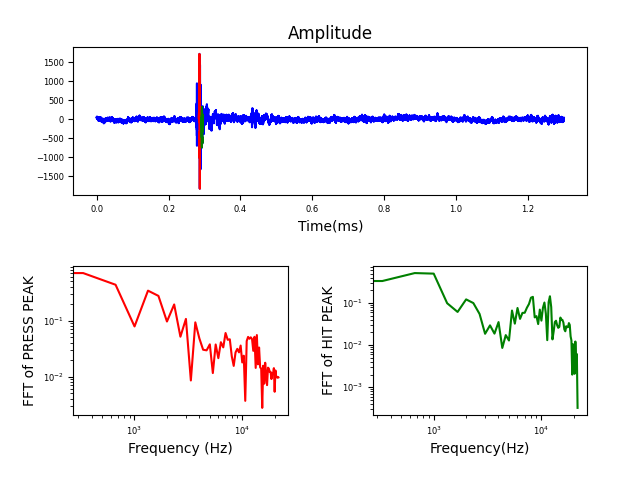 Amplitude
1500
1000
500
0
−500
−1000
−1500
0.0 0.2 0.4 0.6 0.8 1.0 1.2
Time(ms)
FFT of PRESS PEAK
10⁻¹
10⁻²
10³ 10⁴
Frequency (Hz)
FFT of HIT PEAK
10⁻¹
10⁻²
10⁻³
10³ 10⁴
Frequency(Hz)